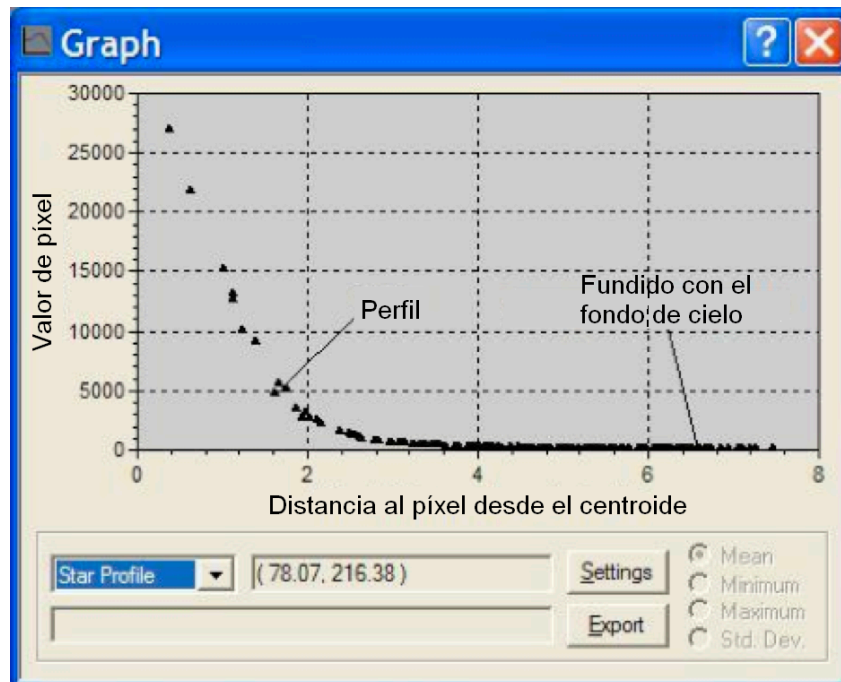 Graph
30000
25000
20000
15000
10000
5000
0
Valor de píxel
Perfil
Fundido con el
fondo de cielo
0 2 4 6 8
Distancia al píxel desde el centroide
Star Profile
( 78.07, 216.38 )
Settings
Export
Mean
Minimum
Maximum
Std. Dev.